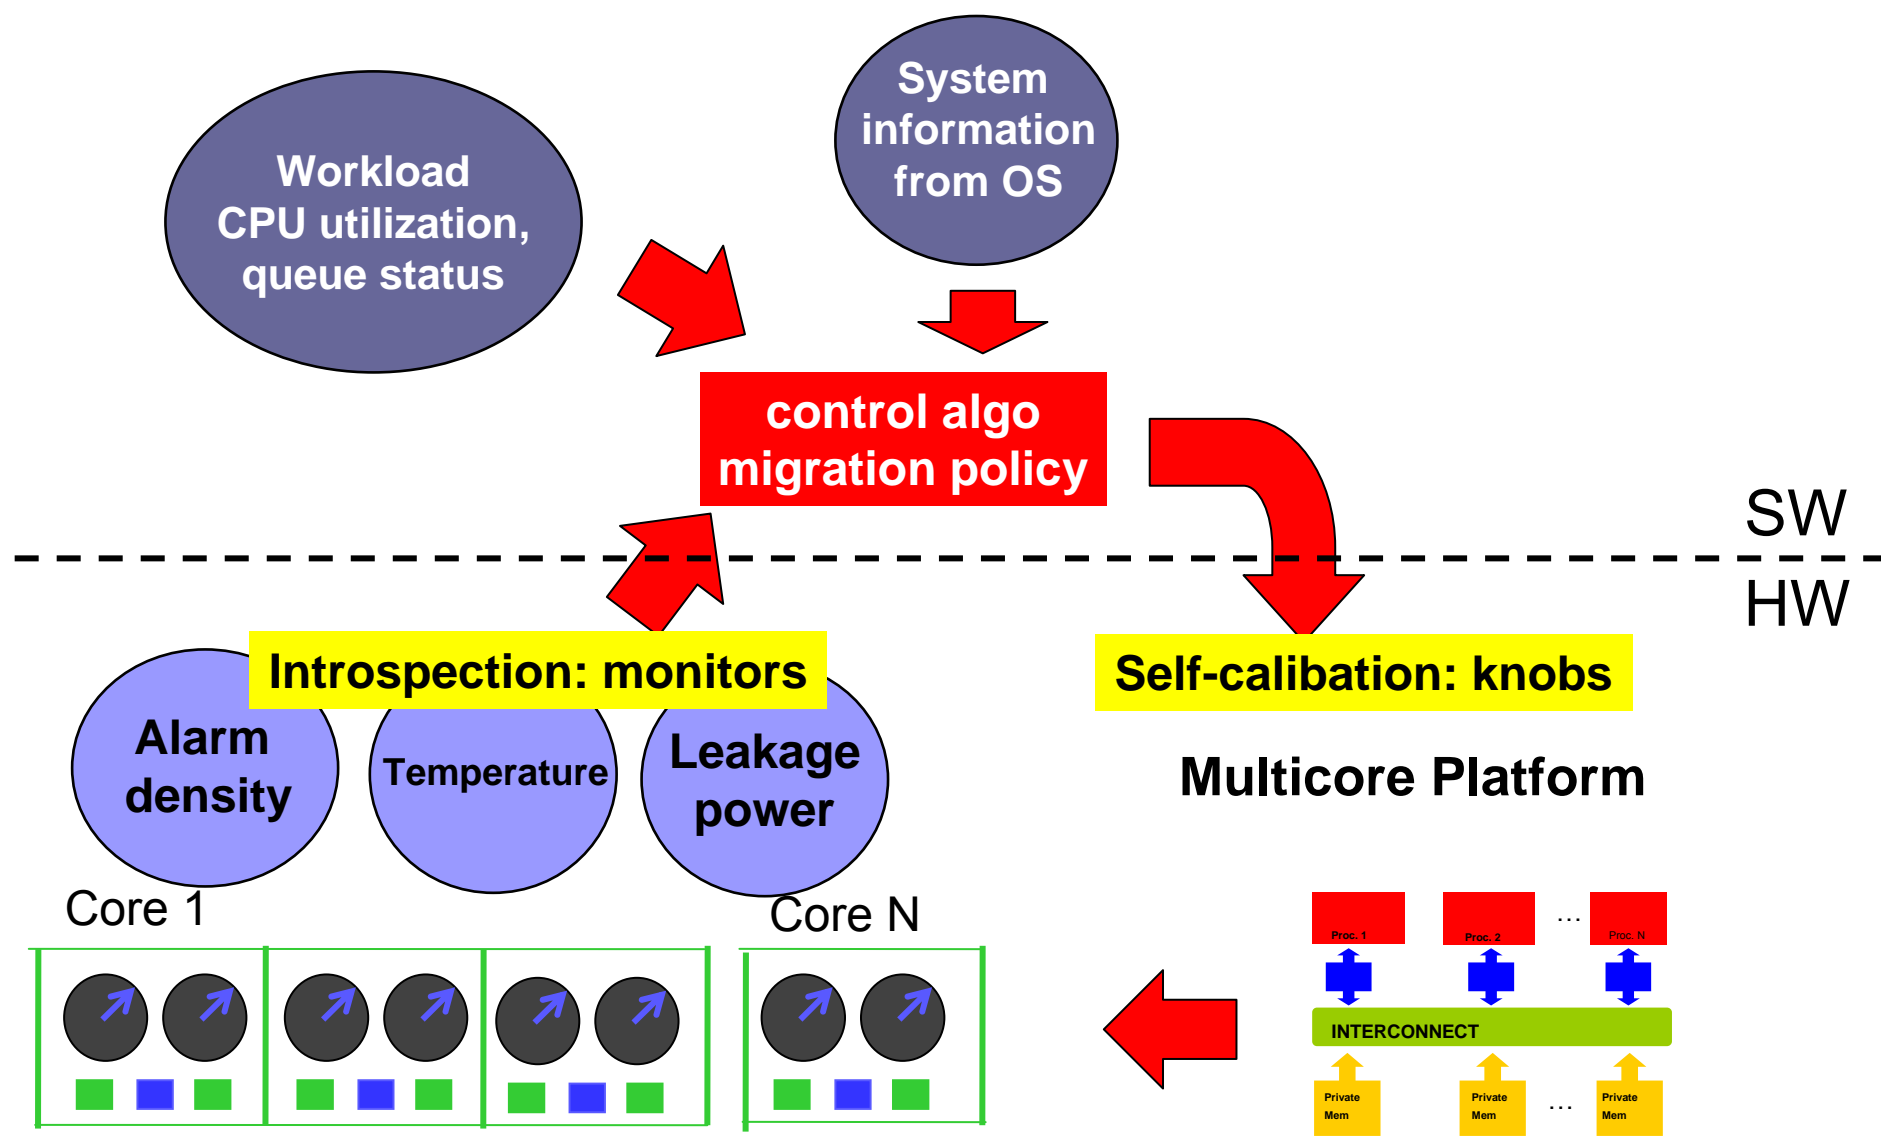 System
information
from OS
Workload
CPU utilization,
queue status
control algo
migration policy
SW
HW
Introspection: monitors
Self-calibation: knobs
Alarm
density
Temperature
Leakage
power
Multicore Platform
Core 1
Core N
Proc. 1
Proc. 2
...
Proc. N
INTERCONNECT
Private
Mem
Private
Mem
...
Private
Mem